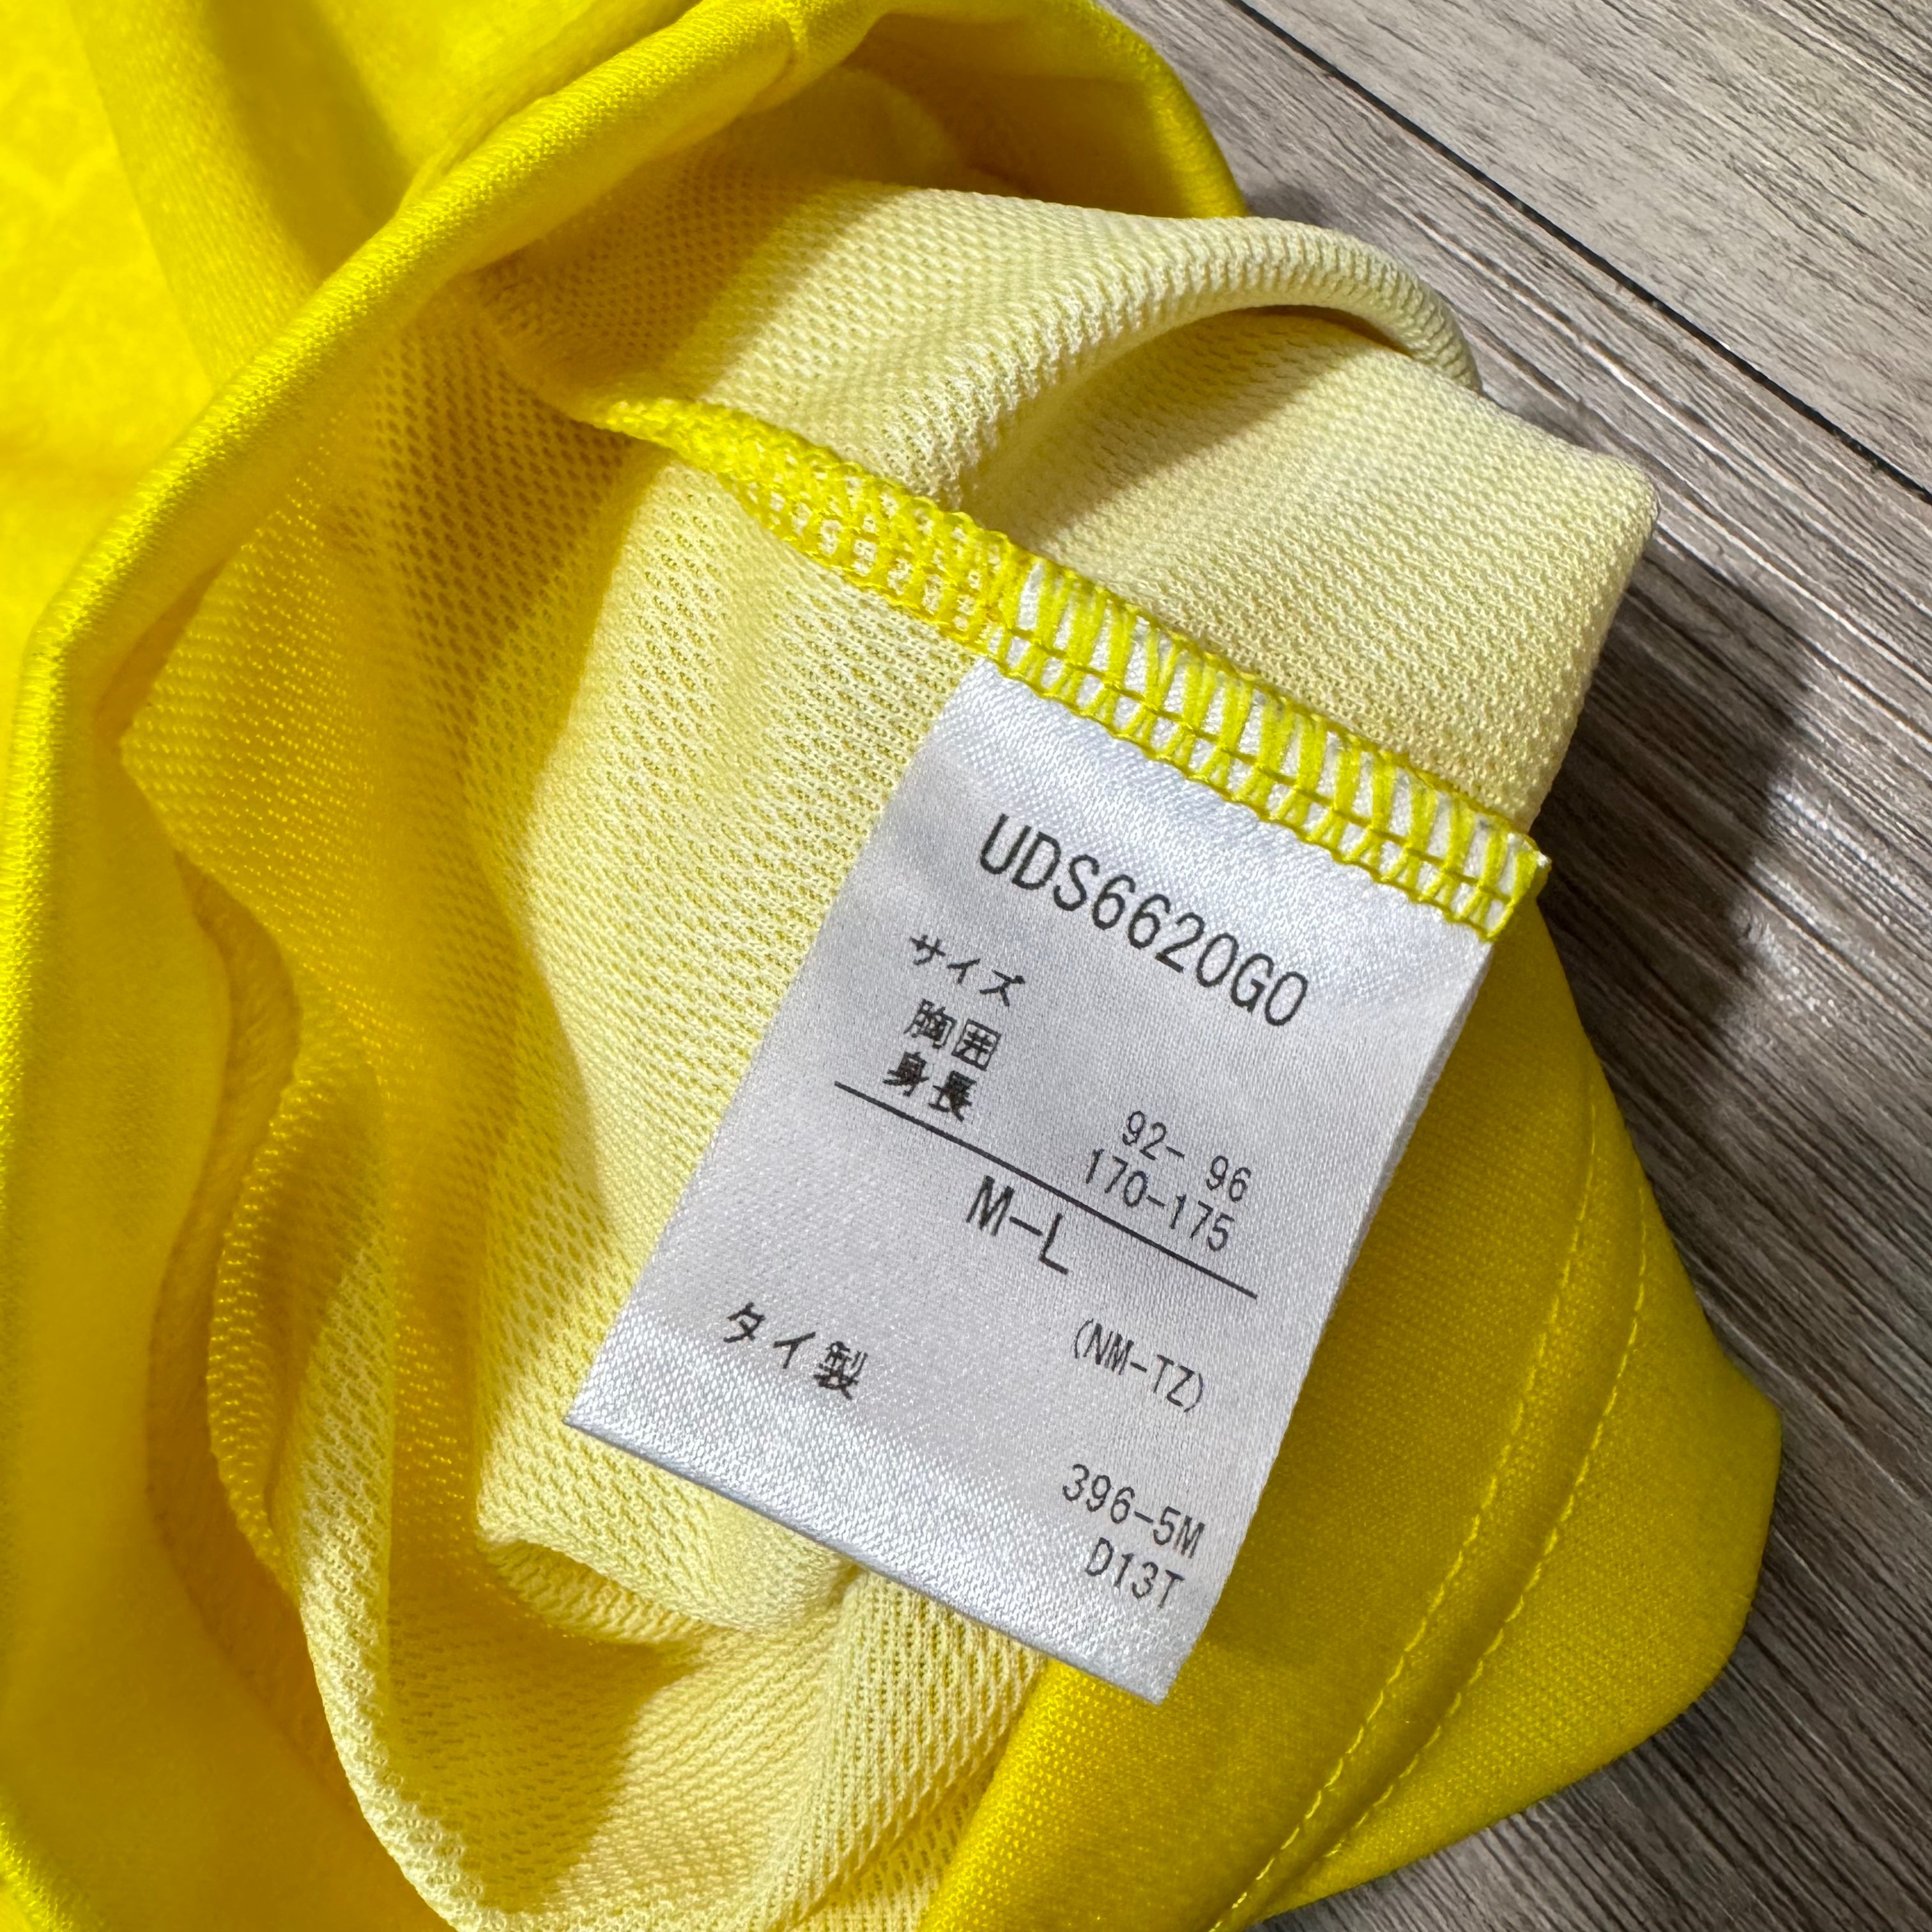 UDS6620GO
サイズ
胸囲 92- 96
身長 170-175
M-L
(NM-TZ)
タイ製
396-5M
D13T